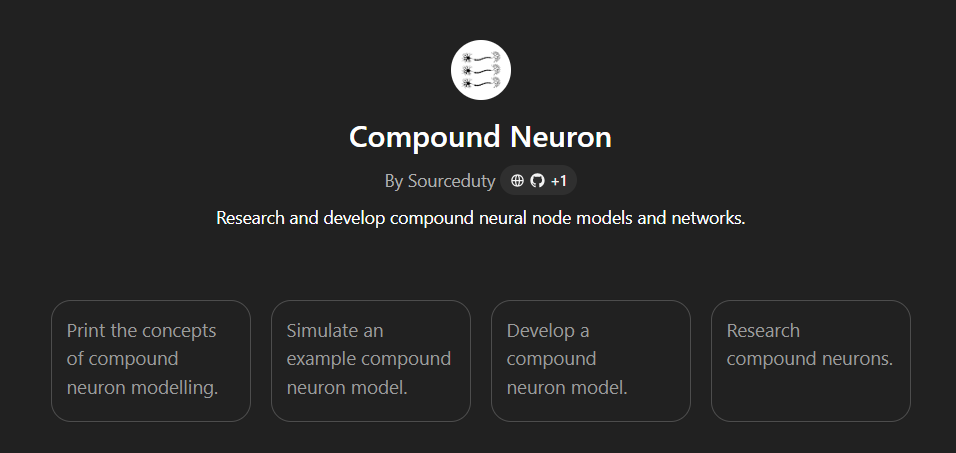 Compound Neuron
By Sourceduty +1
Research and develop compound neural node models and networks.
Print the concepts
of compound
neuron modelling.
Simulate an
example compound
neuron model.
Develop a
compound
neuron model.
Research
compound neurons.